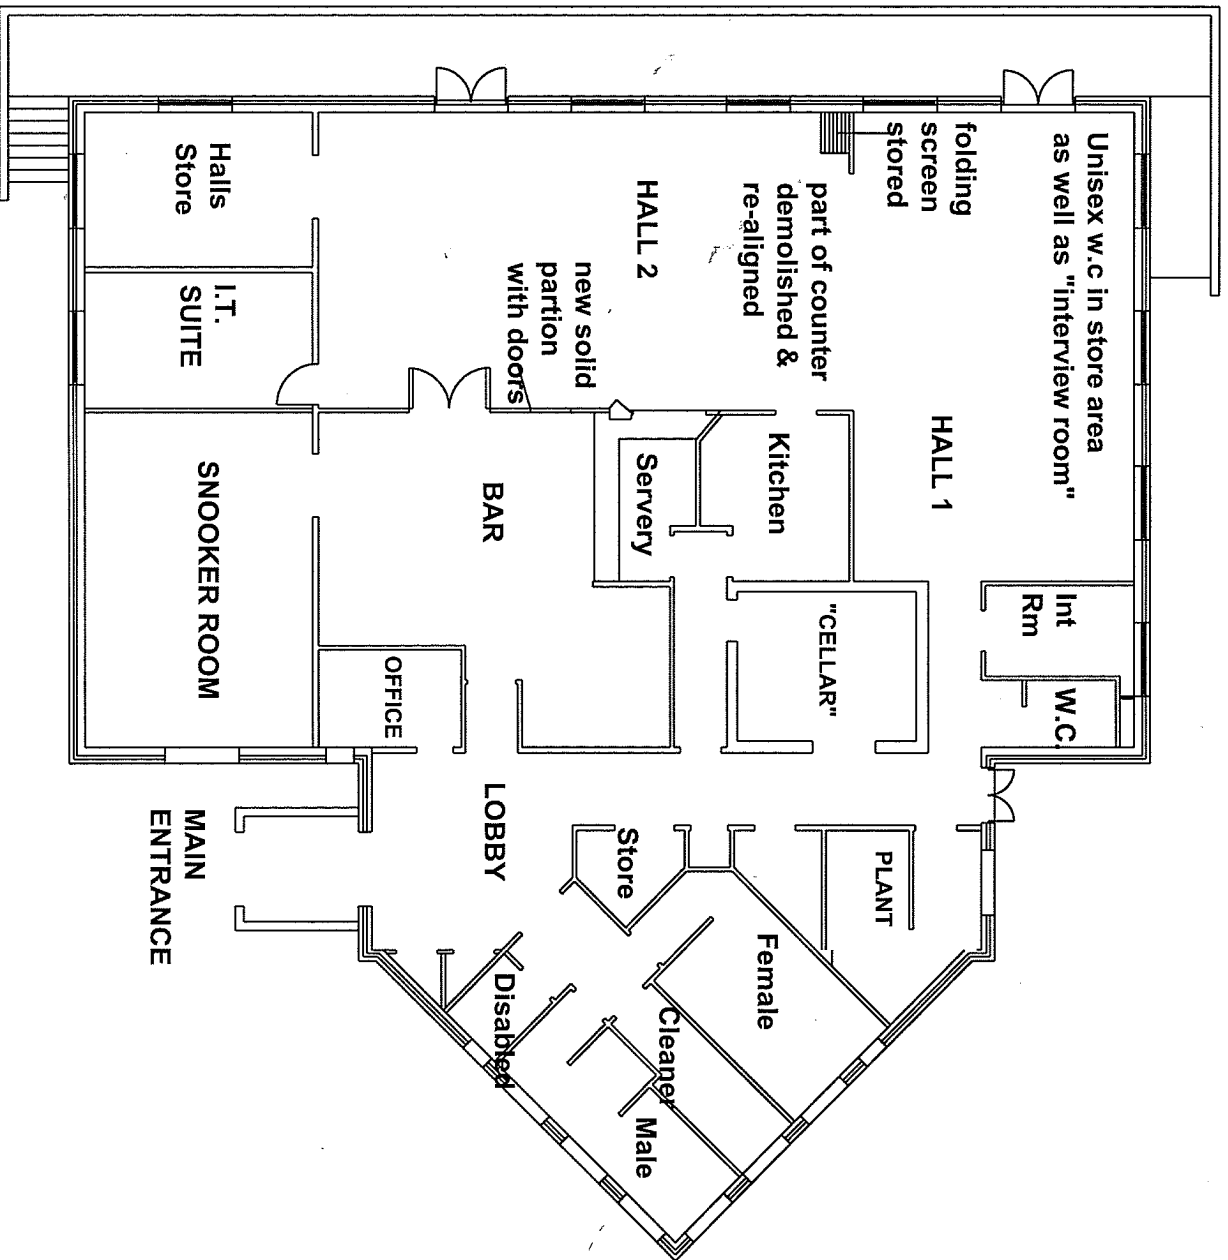 Unisex w.c in store area
as well as "interview room"
folding
screen
stored
part of counter
demolished &
re-aligned
HALL 2
new solid
partion
with doors
Halls
Store
I.T.
SUITE
HALL 1
Kitchen
Servery
BAR
SNOOKER ROOM
Int
Rm
W.C.
"CELLAR"
OFFICE
LOBBY
MAIN
ENTRANCE
Store
PLANT
Female
Cleaner
Disabled
Male